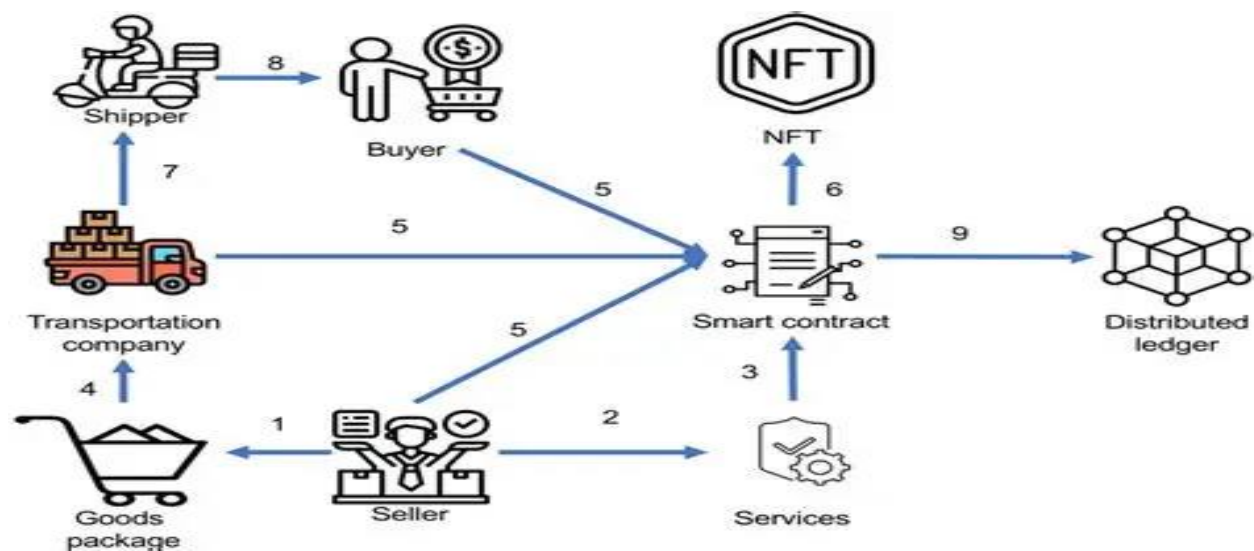 8
$
NFT
Shipper
Buyer
NFT
7
5
6
5
9
Transportation
company
5
Smart contract
Distributed
ledger
4
3
1
2
Goods
package
Seller
Services